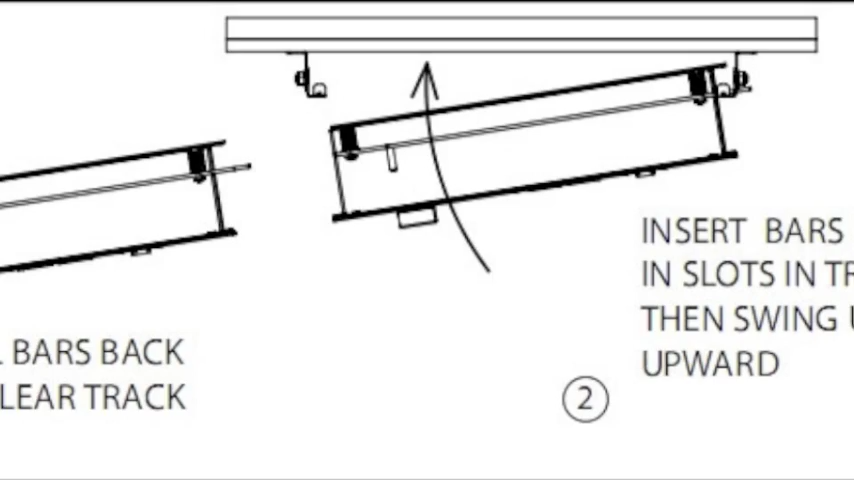 BARS BACK
LEAR TRACK
INSERT BARS
IN SLOTS IN TR
THEN SWING
UPWARD
2